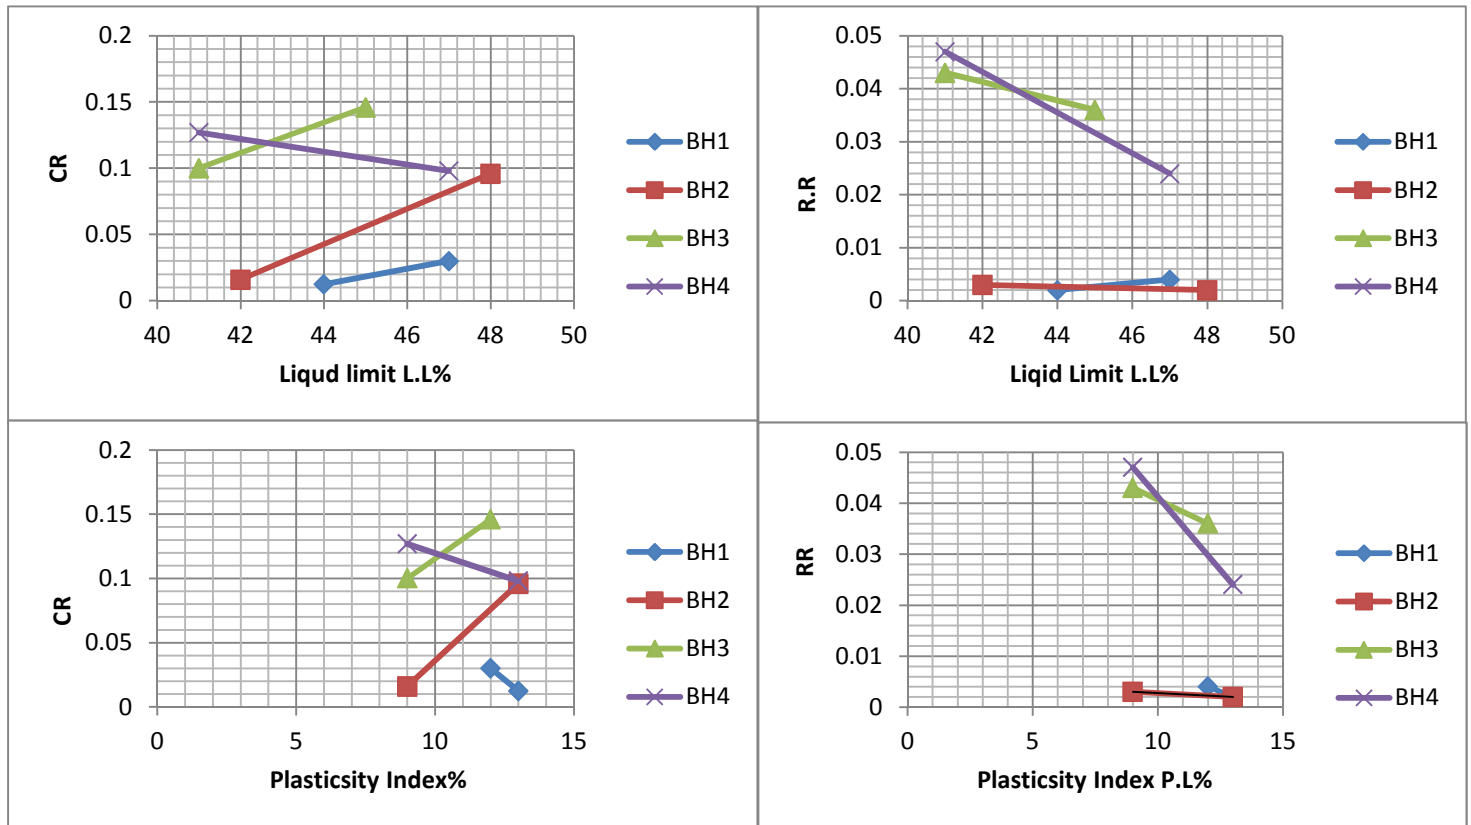 0.2
0.15
0.1
0.05
0
CR
40 42 44 46 48 50
Liqud limit L.L%
BH1
BH2
BH3
BH4
0.05
0.04
0.03
0.02
0.01
0
R.R
40 42 44 46 48 50
Liqid Limit L.L%
BH1
BH2
BH3
BH4
0.2
0.15
0.1
0.05
0
CR
0 5 10 15
Plasticsity Index%
BH1
BH2
BH3
BH4
0.05
0.04
0.03
0.02
0.01
0
RR
0 5 10 15
Plasticsity Index P.L%
BH1
BH2
BH3
BH4